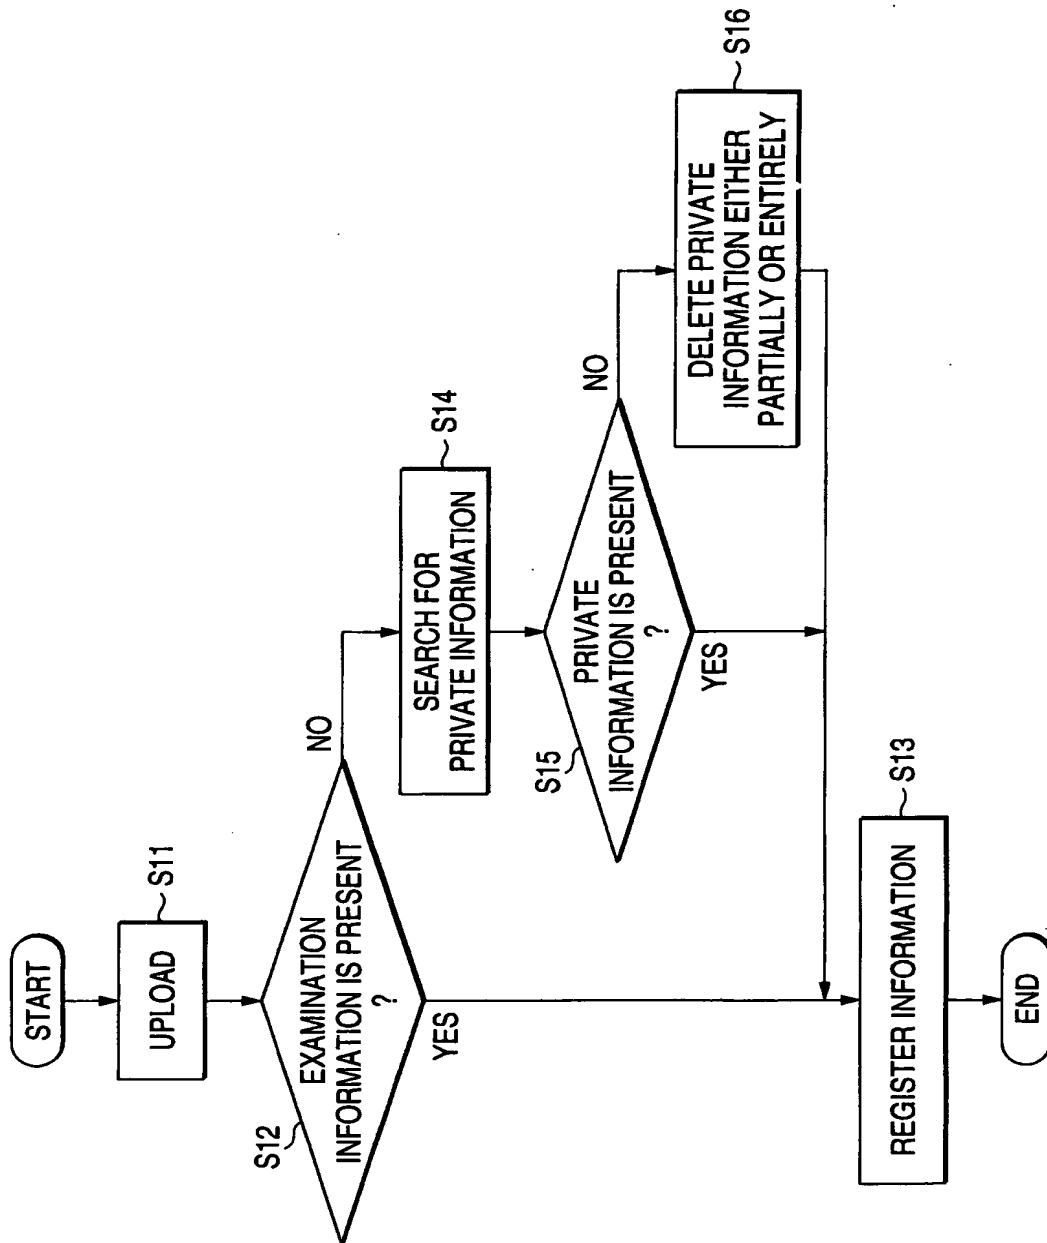 START
UPLOAD
S11
EXAMINATION
INFORMATION IS PRESENT
?
S12
NO
YES
SEARCH FOR
PRIVATE INFORMATION
S14
PRIVATE
INFORMATION IS PRESENT
?
S15
NO
YES
DELETE PRIVATE
INFORMATION EITHER
PARTIALLY OR ENTIRELY
S16
REGISTER INFORMATION
S13
END